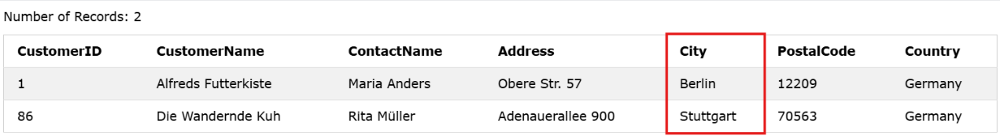 Number of Records: 2
CustomerID CustomerName ContactName Address City PostalCode Country
1 Alfreds Futterkiste Maria Anders Obere Str. 57 Berlin 12209 Germany
86 Die Wandernde Kuh Rita Müller Adenauerallee 900 Stuttgart 70563 Germany